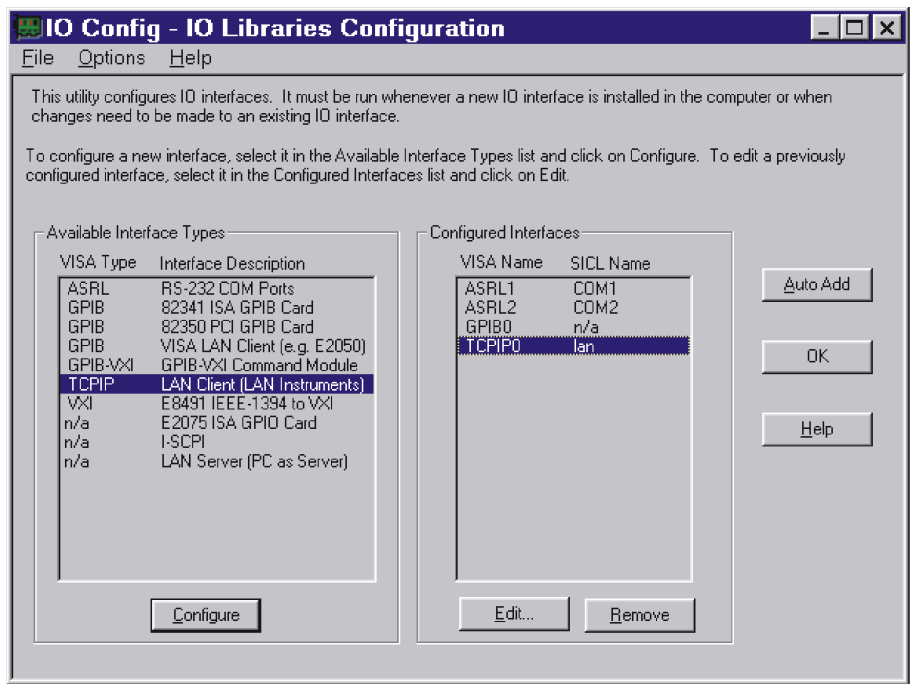 IO Config - IO Libraries Configuration
File Options Help
This utility configures IO interfaces. It must be run whenever a new IO interface is installed in the computer or when
changes need to be made to an existing IO interface.
To configure a new interface, select it in the Available Interface Types list and click on Configure. To edit a previously
configured interface, select it in the Configured Interfaces list and click on Edit.
Available Interface Types
VISA Type Interface Description
ASRL RS-232 COM Ports
GPIB 82341 ISA GPIB Card
GPIB 82350 PCI GPIB Card
GPIB VISA LAN Client (e.g. E2050)
GPIB-VXI GPIB-VXI Command Module
TCPIP LAN Client (LAN Instruments)
VXI E8491 IEEE-1394 to VXI
n/a E2075 ISA GPIO Card
n/a I-SCPI
n/a LAN Server (PC as Server)
Configure
Configured Interfaces
VISA Name SICL Name
ASRL1 COM1
ASRL2 COM2
GPIB0 n/a
TCPIP0 lan
Edit... Remove
Auto Add
OK
Help